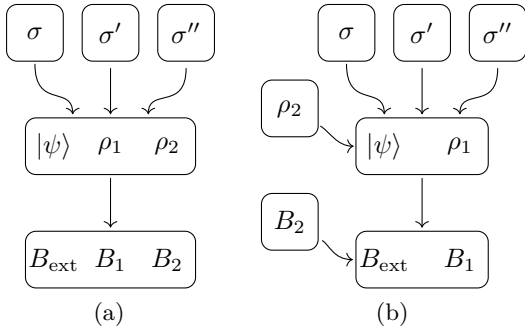 σ σ′ σ′′ σ σ′ σ′′
ρ₂
|ψ⟩ ρ₁ ρ₂ |ψ⟩ ρ₁
B₂
B_ext B₁ B₂ B_ext B₁
(a) (b)